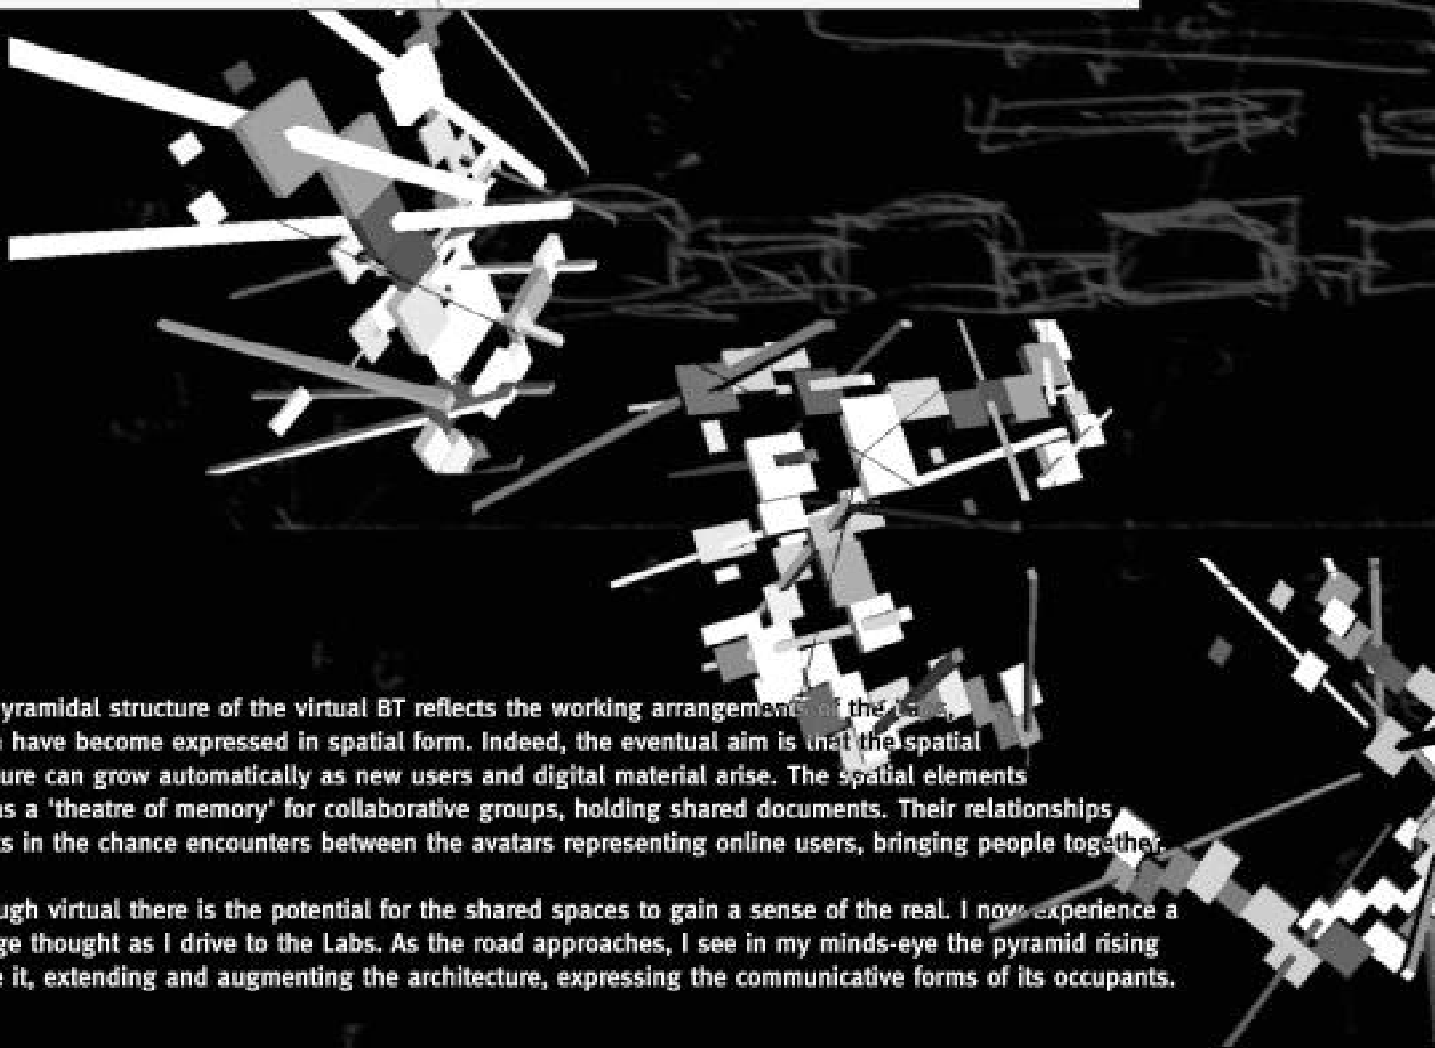 yramidal structure of the virtual BT reflects the working arrangements of the Labs,
have become expressed in spatial form. Indeed, the eventual aim is that the spatial
ure can grow automatically as new users and digital material arise. The spatial elements
as a 'theatre of memory' for collaborative groups, holding shared documents. Their relationships
s in the chance encounters between the avatars representing online users, bringing people together.
ugh virtual there is the potential for the shared spaces to gain a sense of the real. I now experience a
ge thought as I drive to the Labs. As the road approaches, I see in my minds-eye the pyramid rising
e it, extending and augmenting the architecture, expressing the communicative forms of its occupants.